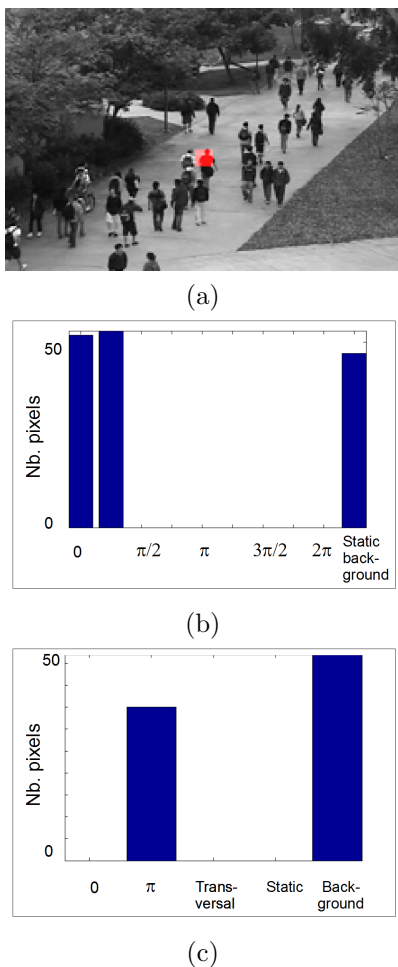 (a)
50
Nb. pixels
0
0 π/2 π 3π/2 2π Static
back-
ground
(b)
50
Nb. pixels
0
0 π Trans-
versal Static Back-
ground
(c)